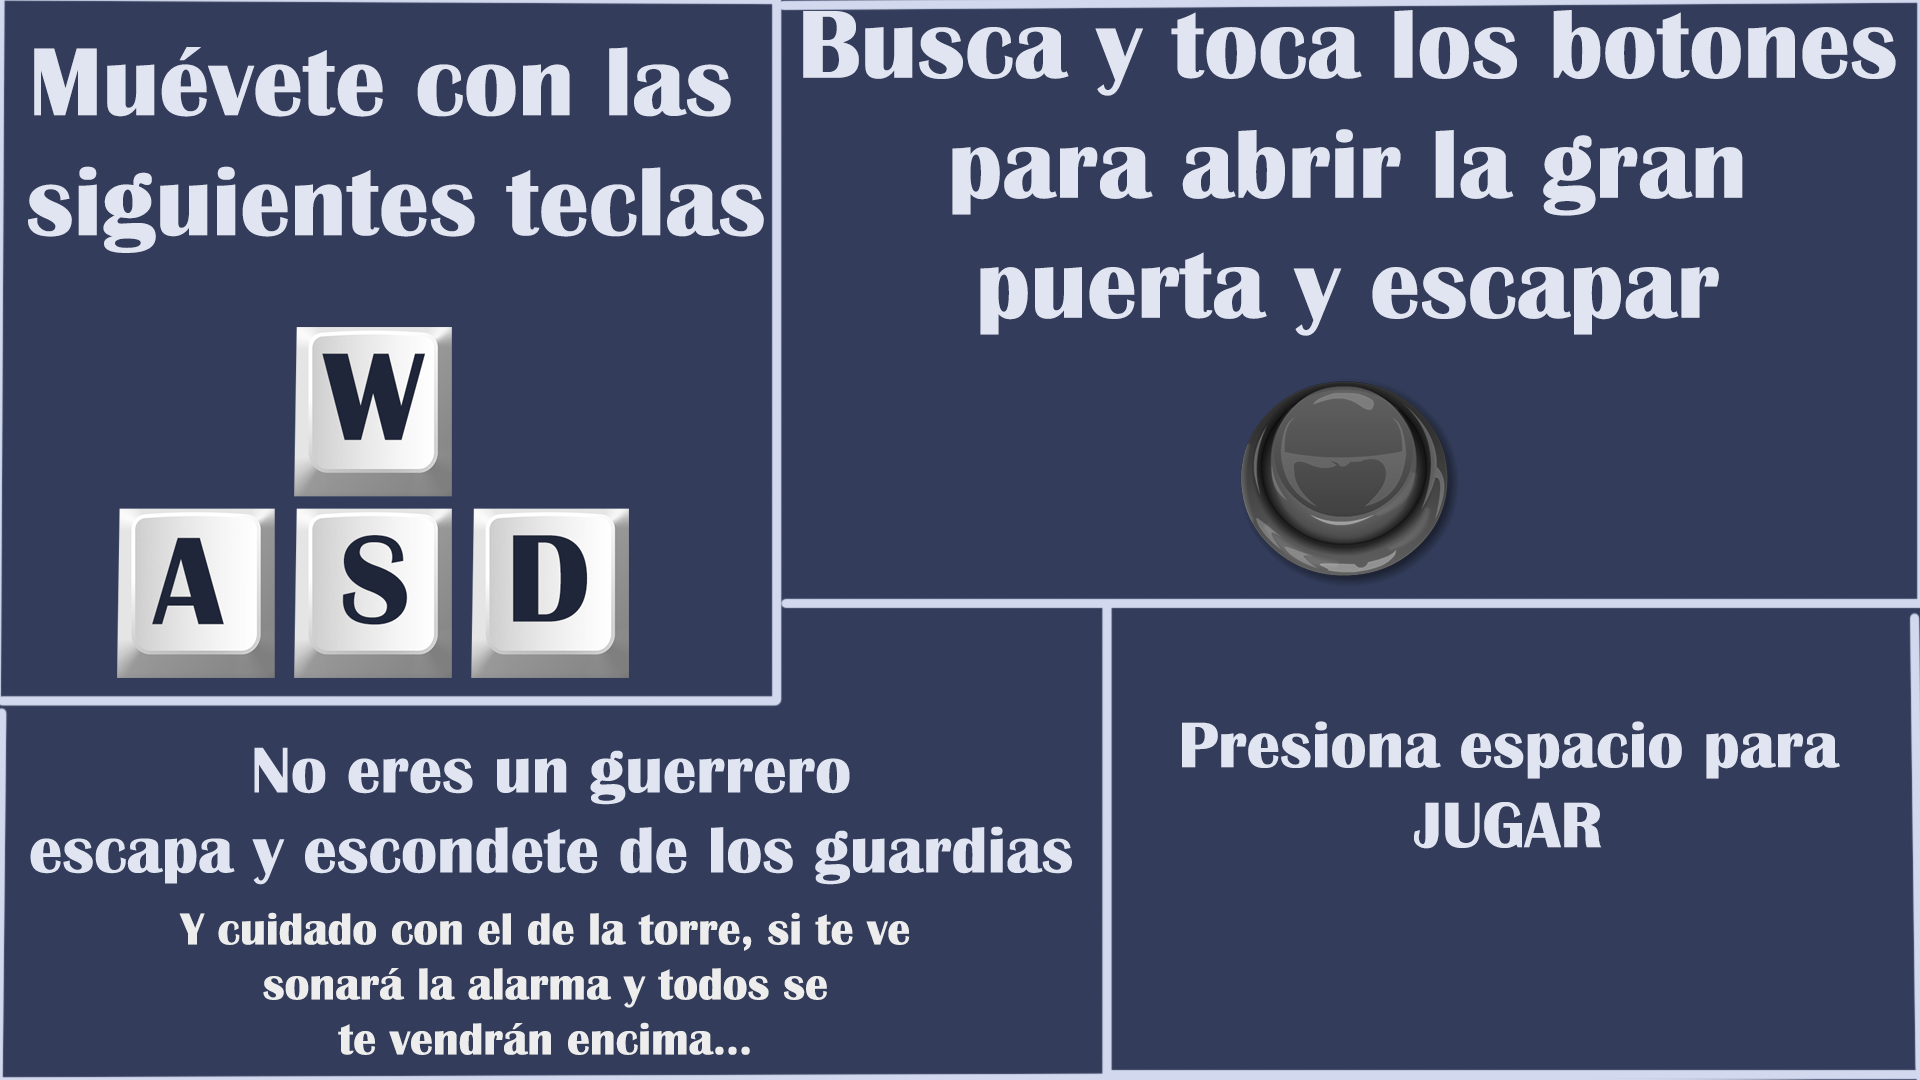 Muévete con las
siguientes teclas
W
A S D
Busca y toca los botones
para abrir la gran
puerta y escapar
No eres un guerrero
escapa y escondete de los guardias
Y cuidado con el de la torre, si te ve
sonará la alarma y todos se
te vendrán encima...
Presiona espacio para
JUGAR